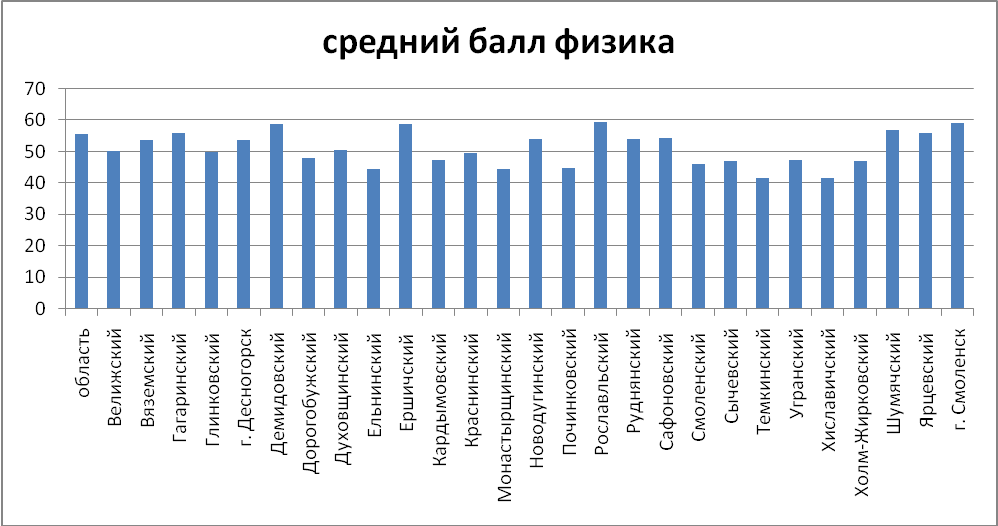 средний балл физика
70
60
50
40
30
20
10
0
область
Велижский
Вяземский
Гагаринский
Глинковский
г. Десногорск
Демидовский
Дорогобужский
Духовщинский
Ельнинский
Ершичский
Кардымовский
Краснинский
Монастырщинский
Новодугинский
Починковский
Рославльский
Руднянский
Сафоновский
Смоленский
Сычевский
Темкинский
Угранский
Хиславичский
Холм-Жирковский
Шумячский
Ярцевский
г. Смоленск